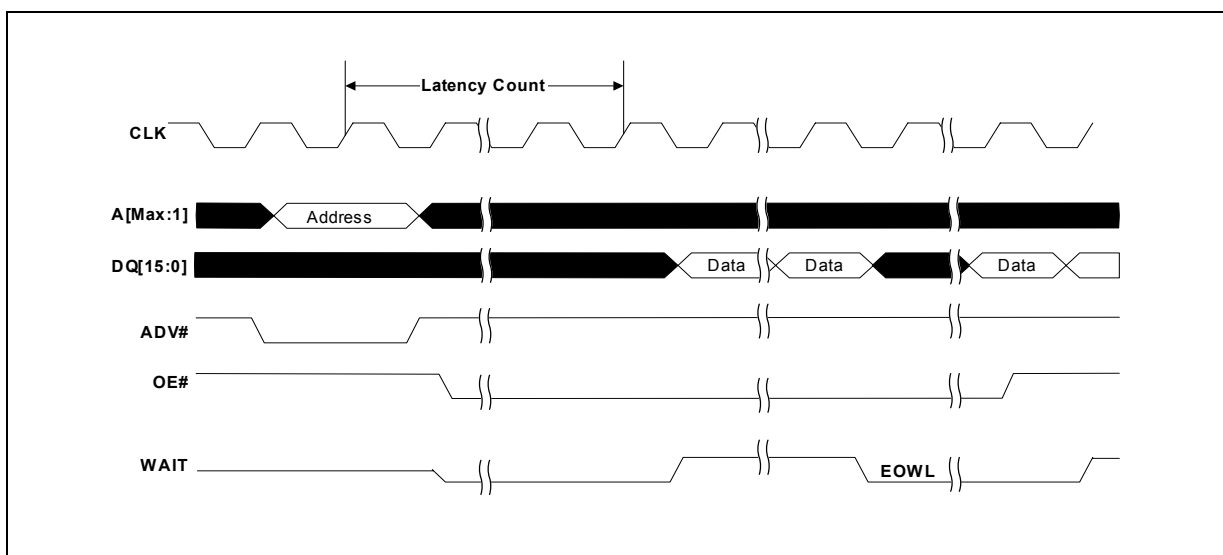 Latency Count
CLK
A[Max:1]
Address
DQ[15:0]
Data
Data
Data
ADV#
OE#
WAIT
EOWL